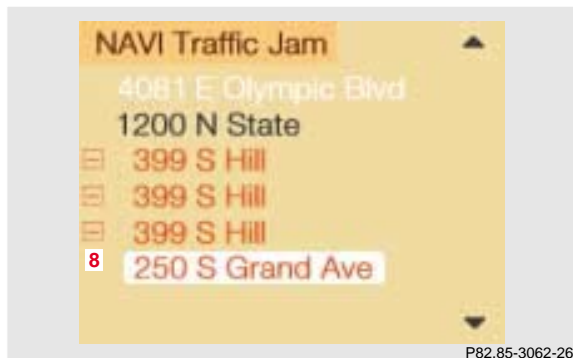 NAVI Traffic Jam
4081 E Olympic Blvd
1200 N State
399 S Hill
399 S Hill
399 S Hill
8 250 S Grand Ave
P82.85-3062-26